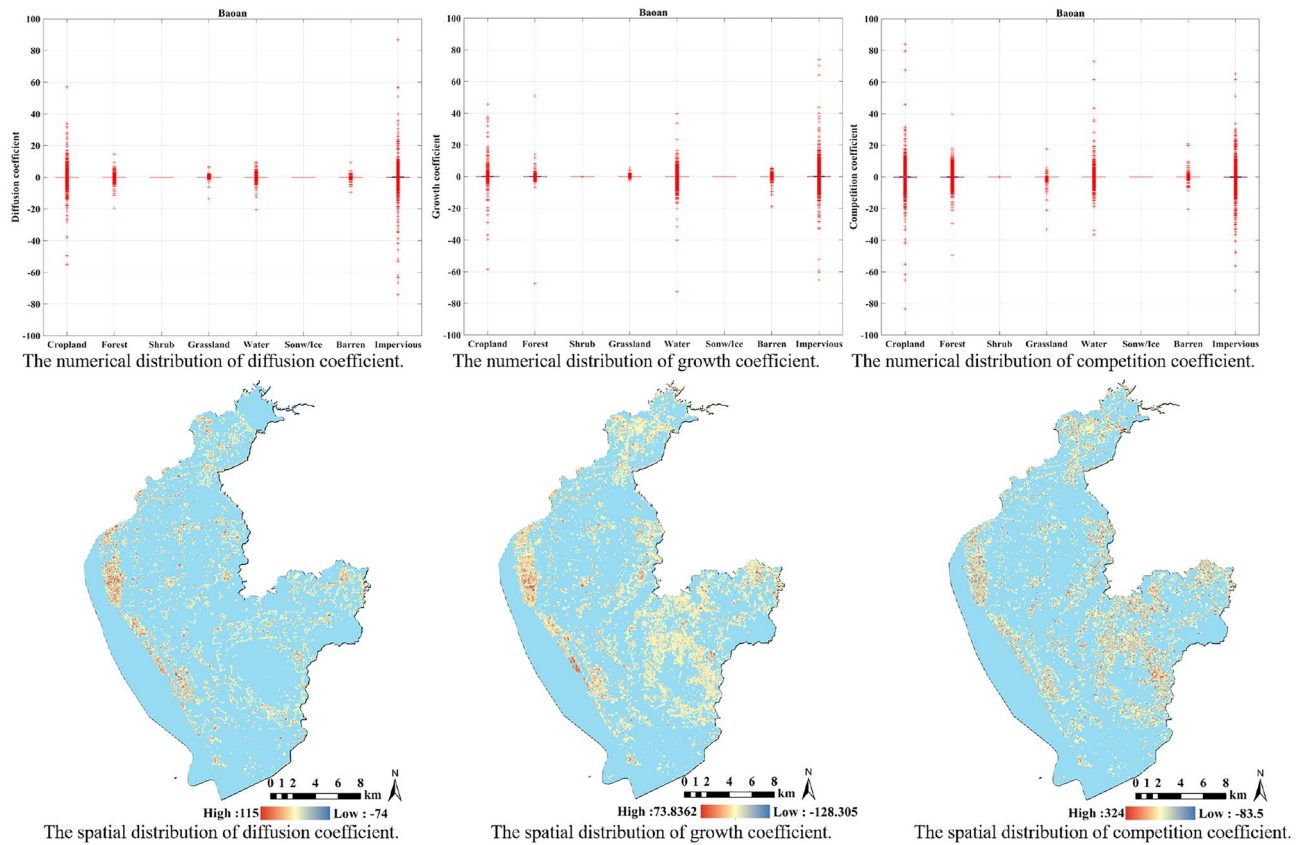 Baoan
Diffusion coefficient
100
80
60
40
20
0
-20
-40
-60
-80
-100
Cropland Forest Shrub Grassland Water Sonw/Ice Barren Impervious
The numerical distribution of diffusion coefficient.
Baoan
Growth coefficient
100
80
60
40
20
0
-20
-40
-60
-80
-100
Cropland Forest Shrub Grassland Water Sonw/Ice Barren Impervious
The numerical distribution of growth coefficient.
Baoan
Competition coefficient
100
80
60
40
20
0
-20
-40
-60
-80
-100
Cropland Forest Shrub Grassland Water Sonw/Ice Barren Impervious
The numerical distribution of competition coefficient.
0 1 2 4 6 8
km
N
High :115 Low : -74
The spatial distribution of diffusion coefficient.
0 1 2 4 6 8
km
N
High :73.8362 Low : -128.305
The spatial distribution of growth coefficient.
0 1 2 4 6 8
km
N
High :324 Low : -83.5
The spatial distribution of competition coefficient.